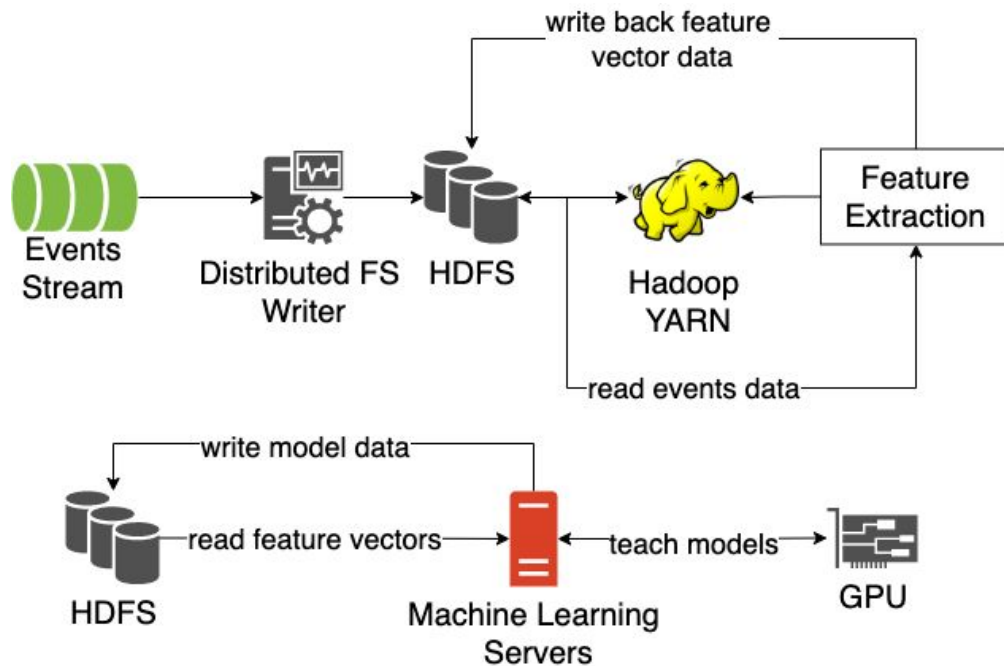 write back feature
vector data
Events
Stream
Distributed FS
Writer
HDFS
Hadoop
YARN
Feature
Extraction
read events data
write model data
read feature vectors
teach models
HDFS
Machine Learning
Servers
GPU